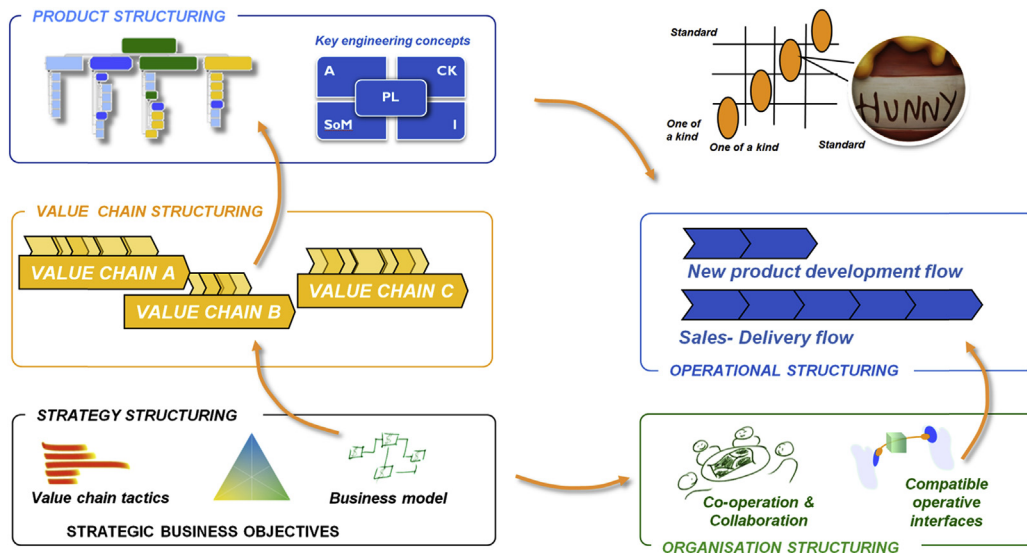 PRODUCT STRUCTURING
Key engineering concepts
A
CK
PL
SoM
I
Standard
One of
a kind
One of a kind
Standard
HUNNY
VALUE CHAIN STRUCTURING
VALUE CHAIN A
VALUE CHAIN B
VALUE CHAIN C
New product development flow
Sales- Delivery flow
OPERATIONAL STRUCTURING
STRATEGY STRUCTURING
Value chain tactics
Business model
STRATEGIC BUSINESS OBJECTIVES
Co-operation &
Collaboration
Compatible
operative
interfaces
ORGANISATION STRUCTURING